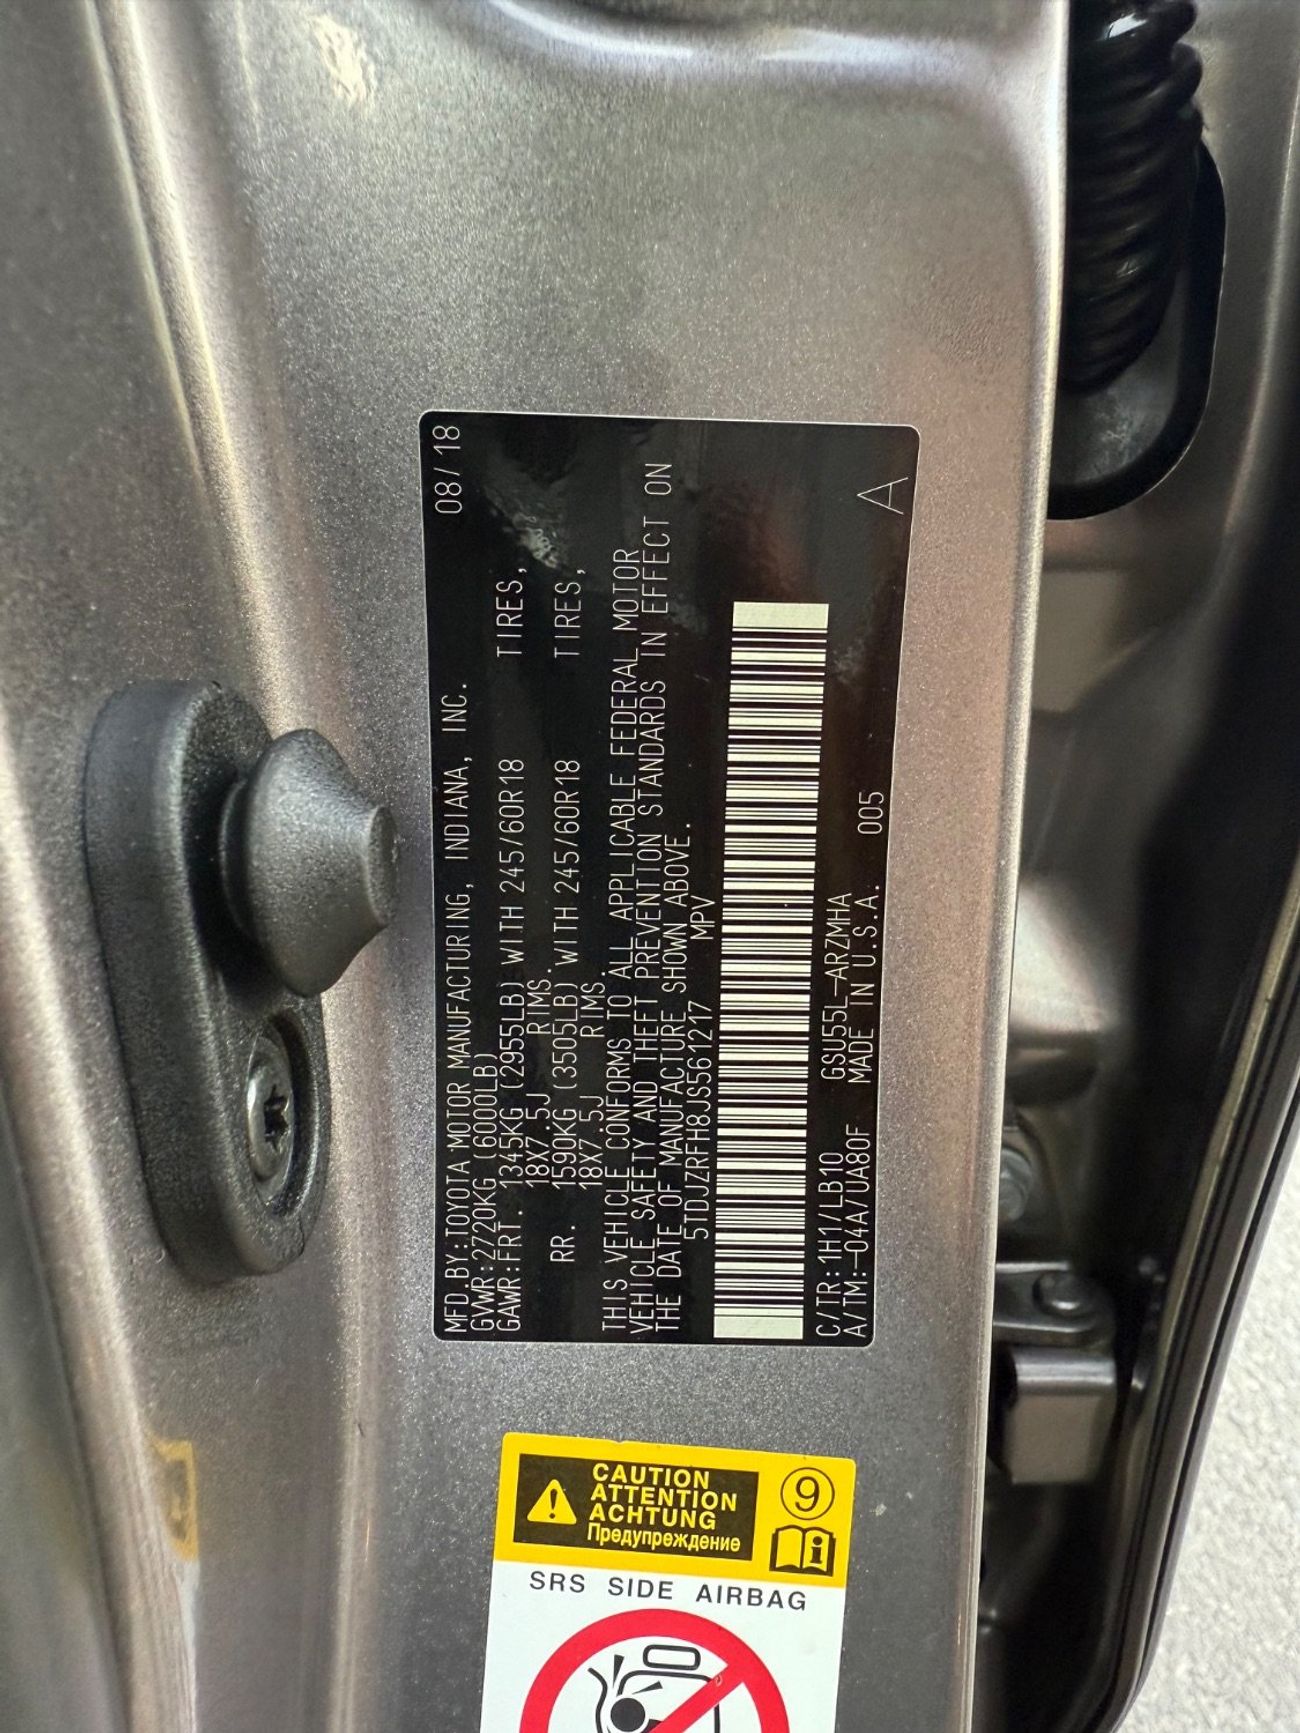 MFD.BY:TOYOTA MOTOR MANUFACTURING, INDIANA, INC. 08/18
GVWR:2720KG (6000LB)
GAWR:FRT. 1345KG (2955LB) WITH 245/60R18 TIRES,
18X7.5J RIMS.
RR. 1590KG (3505LB) WITH 245/60R18 TIRES,
18X7.5J RIMS.
THIS VEHICLE CONFORMS TO ALL APPLICABLE FEDERAL MOTOR
VEHICLE SAFETY AND THEFT PREVENTION STANDARDS IN EFFECT ON
THE DATE OF MANUFACTURE SHOWN ABOVE.
5TDJZRFH8JS561217 MPV
C/TR:1H1/LB10 GSU55L-ARZMHA
A/TM:-04A/UA80F MADE IN U.S.A. 005
A
CAUTION
ATTENTION
ACHTUNG
Предупреждение
9
i
SRS SIDE AIRBAG